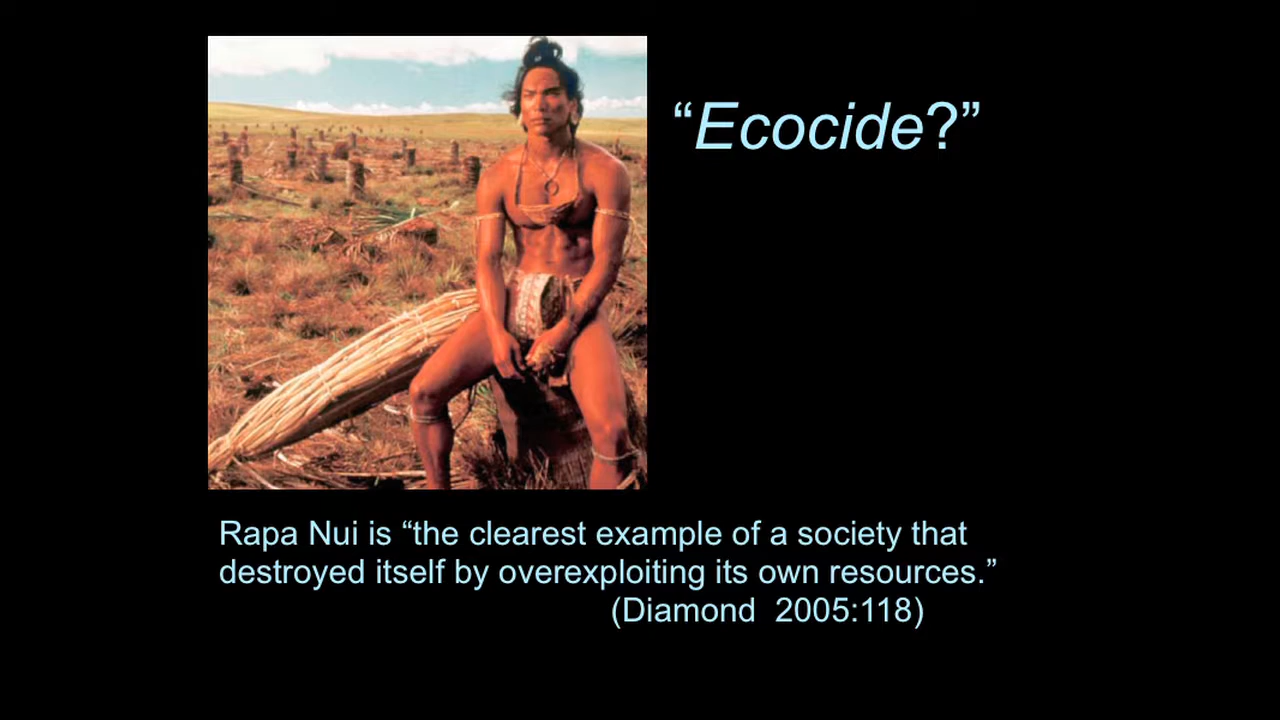 “Ecocide?”
Rapa Nui is “the clearest example of a society that
destroyed itself by overexploiting its own resources.”
(Diamond  2005:118)